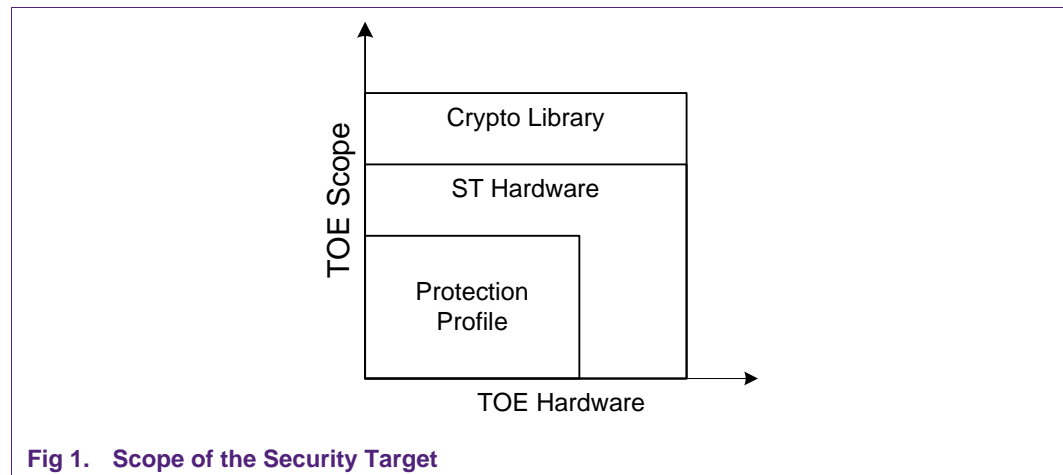 Crypto Library
ST Hardware
Protection
Profile
TOE Scope
TOE Hardware
Fig 1. Scope of the Security Target